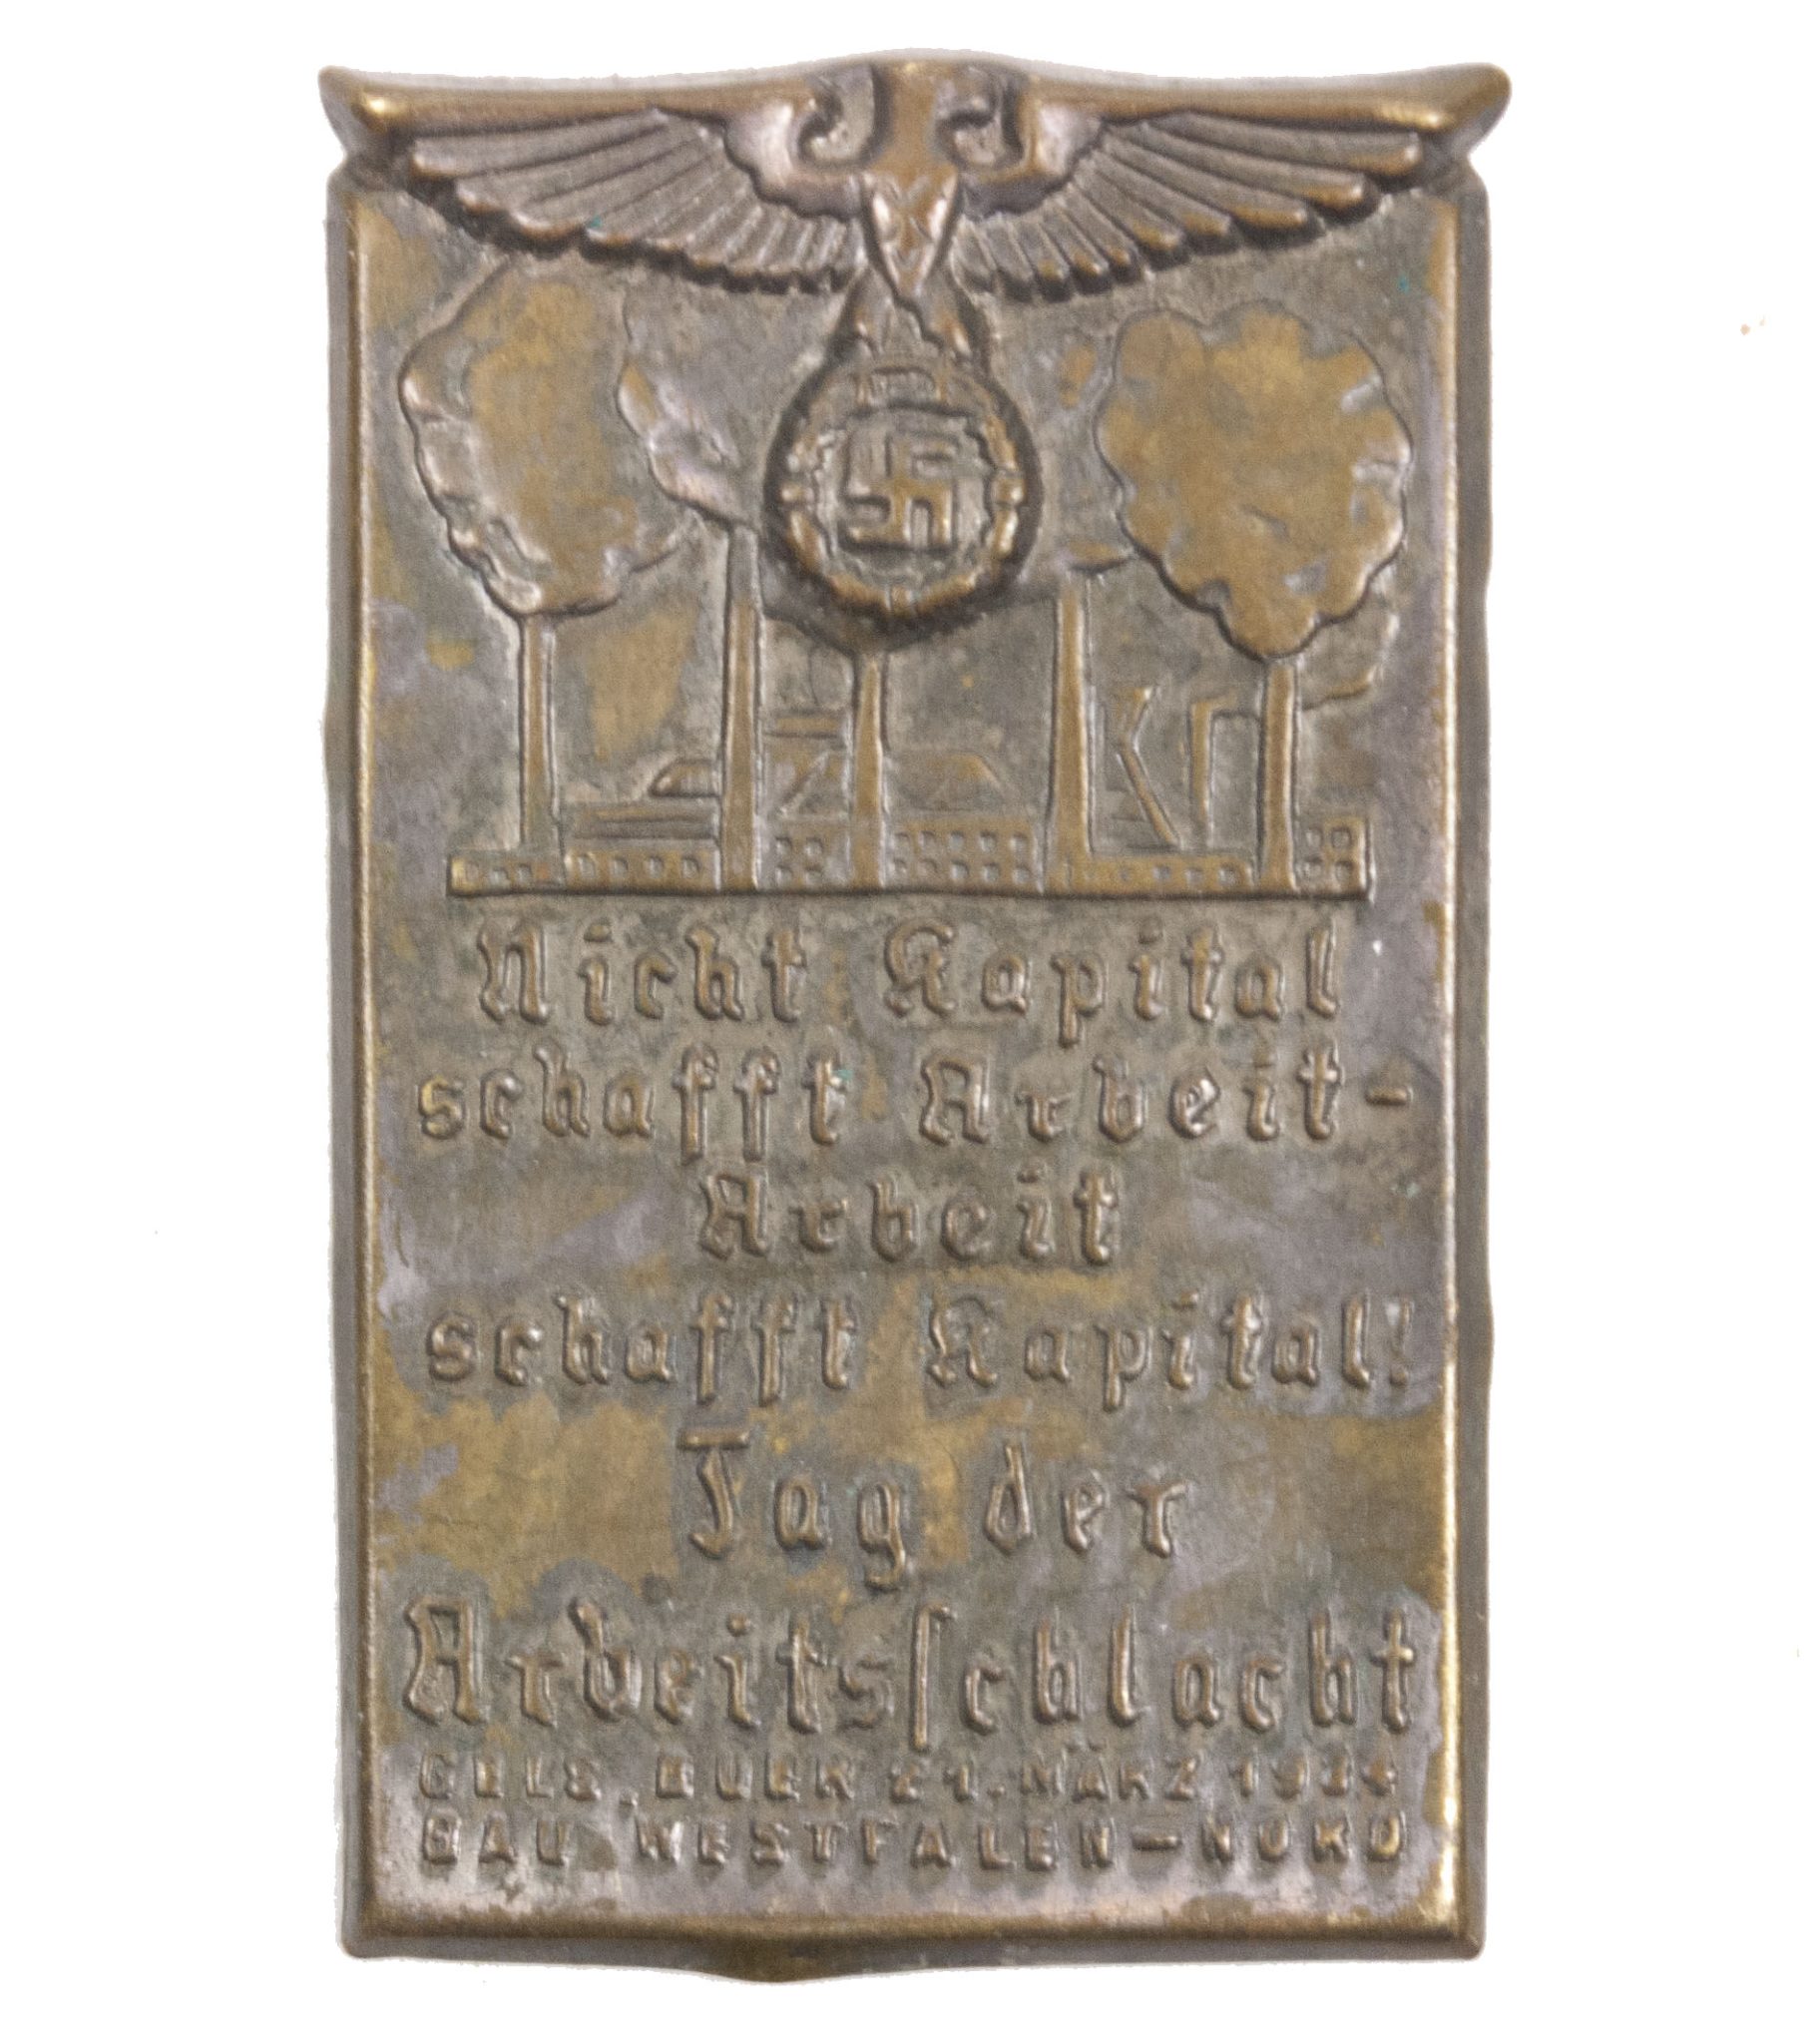 Nicht Kapital
schafft Arbeit-
Arbeit
schafft Kapital!
Tag der
Arbeitsſchlacht
GELS. BUER 21. MÄRZ 1934
GAU WESTFALEN-NORD